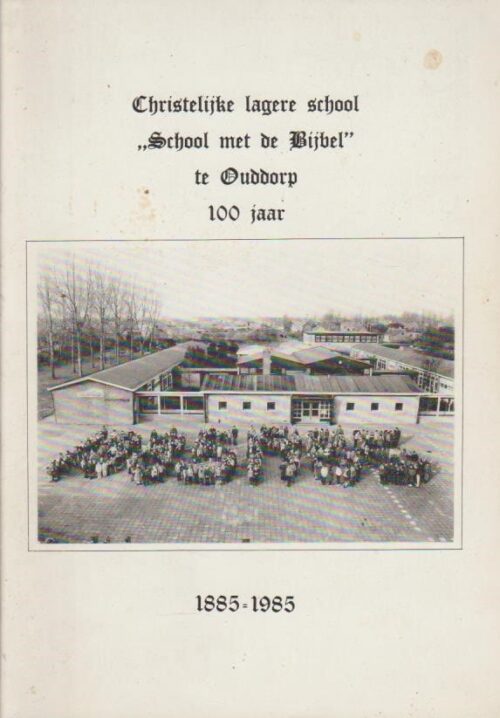 Christelijke lagere school
„School met de Bijbel”
te Ouddorp
100 jaar
1885-1985